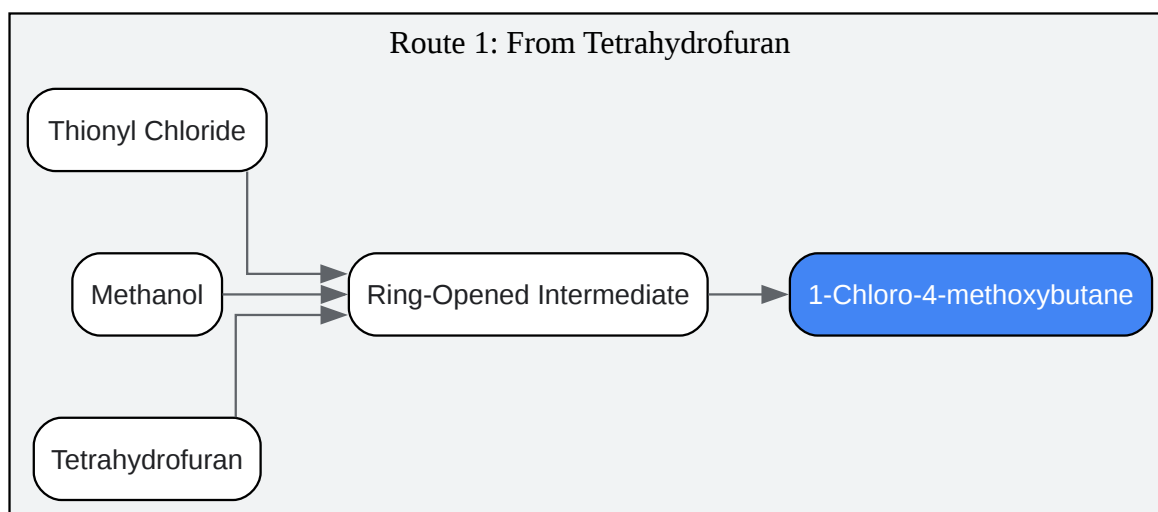 Route 1: From Tetrahydrofuran
Thionyl Chloride
Methanol
Ring-Opened Intermediate
1-Chloro-4-methoxybutane
Tetrahydrofuran